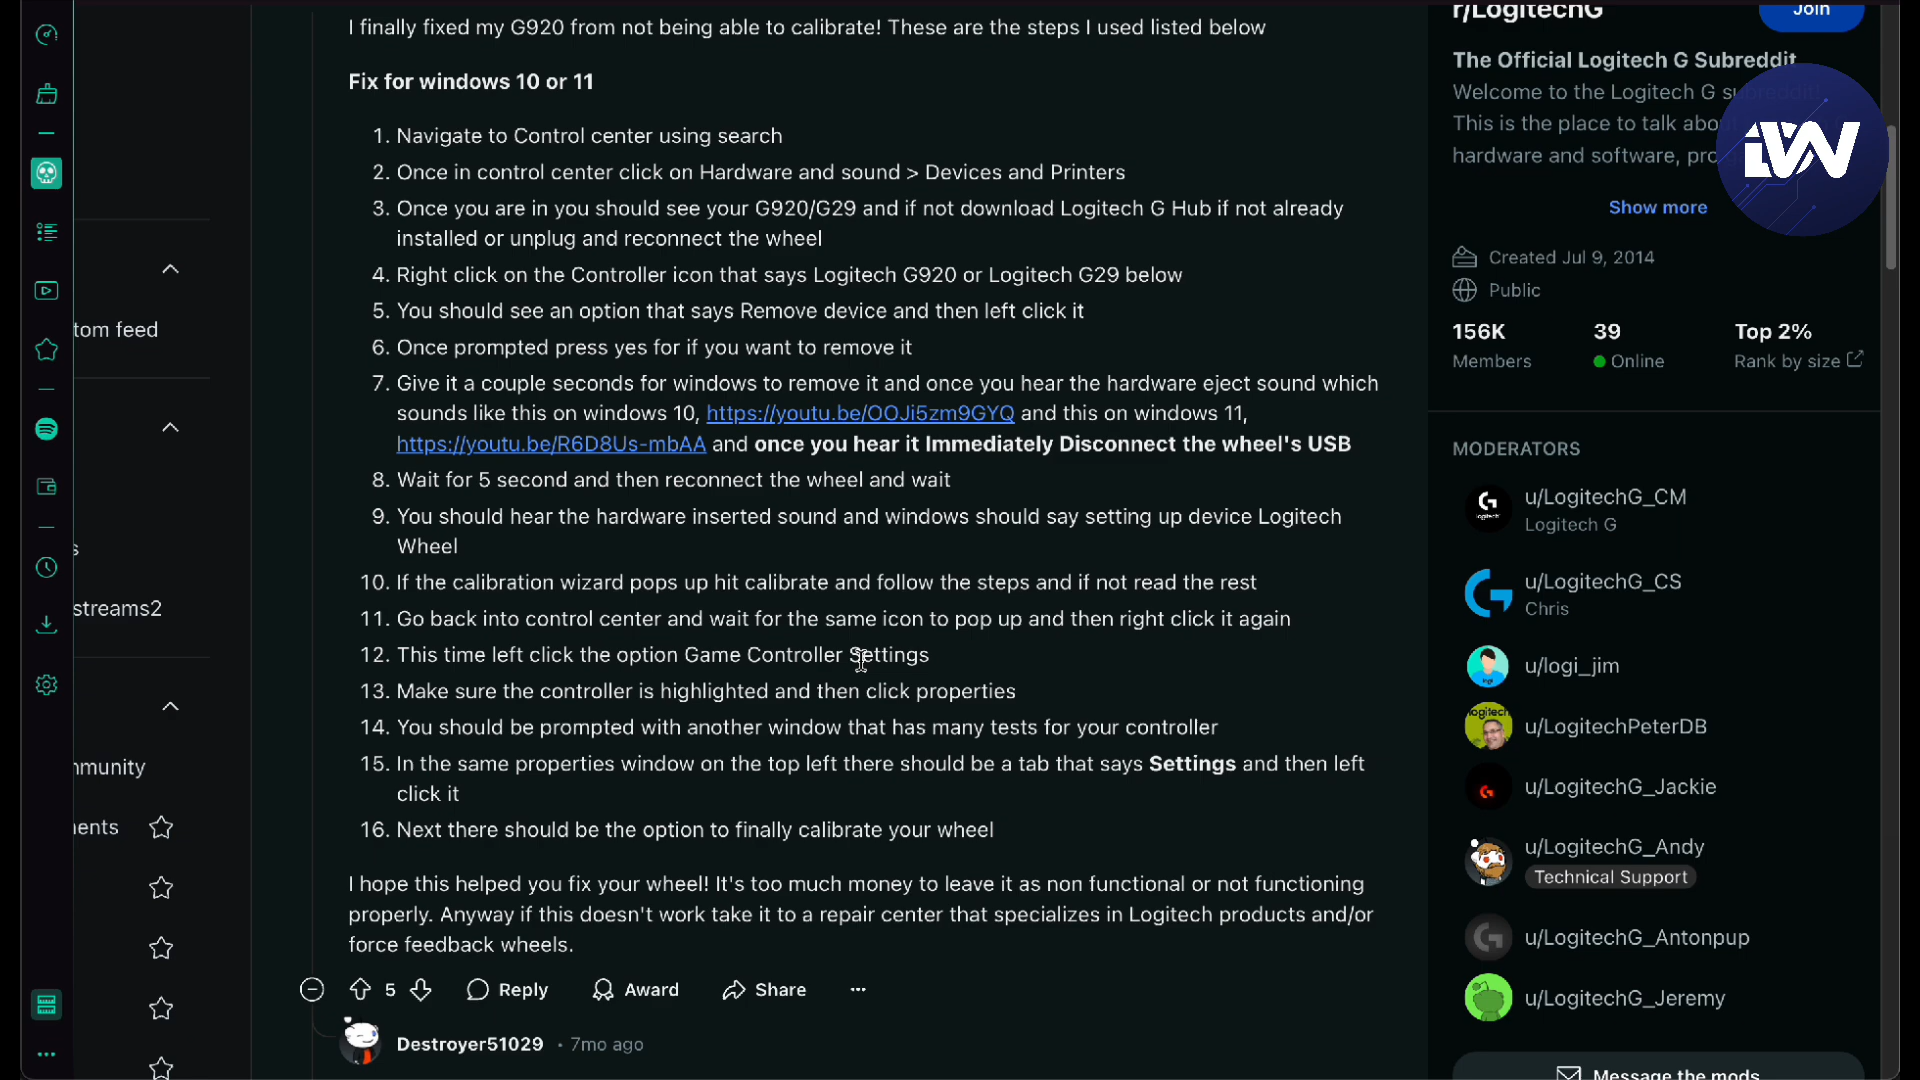 I finally fixed my G920 from not being able to calibrate! These are the steps I used listed below
Fix for windows 10 or 11
1. Navigate to Control center using search
2. Once in control center click on Hardware and sound > Devices and Printers
3. Once you are in you should see your G920/G29 and if not download Logitech G Hub if not already
installed or unplug and reconnect the wheel
4. Right click on the Controller icon that says Logitech G920 or Logitech G29 below
5. You should see an option that says Remove device and then left click it
6. Once prompted press yes for if you want to remove it
7. Give it a couple seconds for windows to remove it and once you hear the hardware eject sound which
sounds like this on windows 10, https://youtu.be/OOJi5zm9GYQ and this on windows 11,
https://youtu.be/R6D8Us-mbAA and once you hear it Immediately Disconnect the wheel's USB
8. Wait for 5 second and then reconnect the wheel and wait
9. You should hear the hardware inserted sound and windows should say setting up device Logitech
Wheel
10. If the calibration wizard pops up hit calibrate and follow the steps and if not read the rest
11. Go back into control center and wait for the same icon to pop up and then right click it again
12. This time left click the option Game Controller Settings
13. Make sure the controller is highlighted and then click properties
14. You should be prompted with another window that has many tests for your controller
15. In the same properties window on the top left there should be a tab that says Settings and then left
click it
16. Next there should be the option to finally calibrate your wheel
I hope this helped you fix your wheel! It's too much money to leave it as non functional or not functioning
properly. Anyway if this doesn't work take it to a repair center that specializes in Logitech products and/or
force feedback wheels.
5 Reply Award Share
Destroyer51029 • 7mo ago
tom feed
s
streams2
nmunity
nents
r/LogitechG
Join
The Official Logitech G Subreddit
Welcome to the Logitech G subreddit!
This is the place to talk about
hardware and software, pro
Show more
Created Jul 9, 2014
Public
156K 39 Top 2%
Members Online Rank by size
MODERATORS
u/LogitechG_CM
Logitech G
u/LogitechG_CS
Chris
u/logi_jim
u/LogitechPeterDB
u/LogitechG_Jackie
u/LogitechG_Andy
Technical Support
u/LogitechG_Antonpup
u/LogitechG_Jeremy
Message the mods